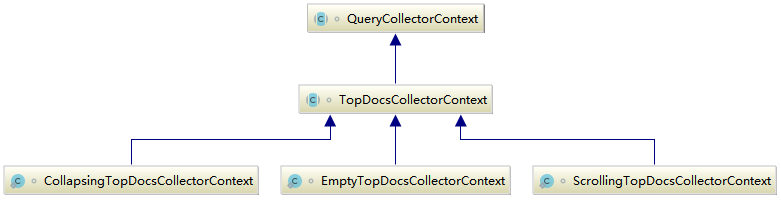 C QueryCollectorContext
C TopDocsCollectorContext
C CollapsingTopDocsCollectorContext
C EmptyTopDocsCollectorContext
C ScrollingTopDocsCollectorContext